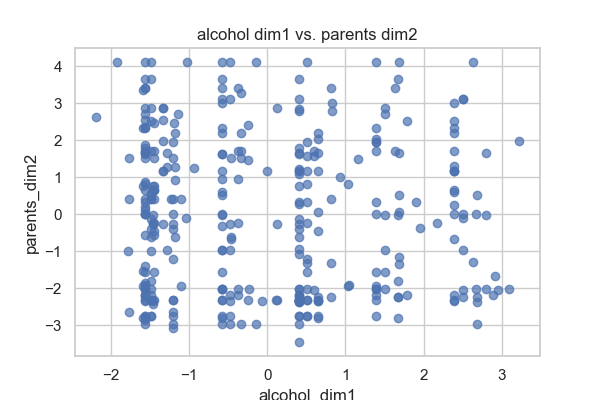 alcohol dim1 vs. parents dim2
4
3
2
1
0
−1
−2
−3
parents_dim2
−2 −1 0 1 2 3
alcohol_dim1